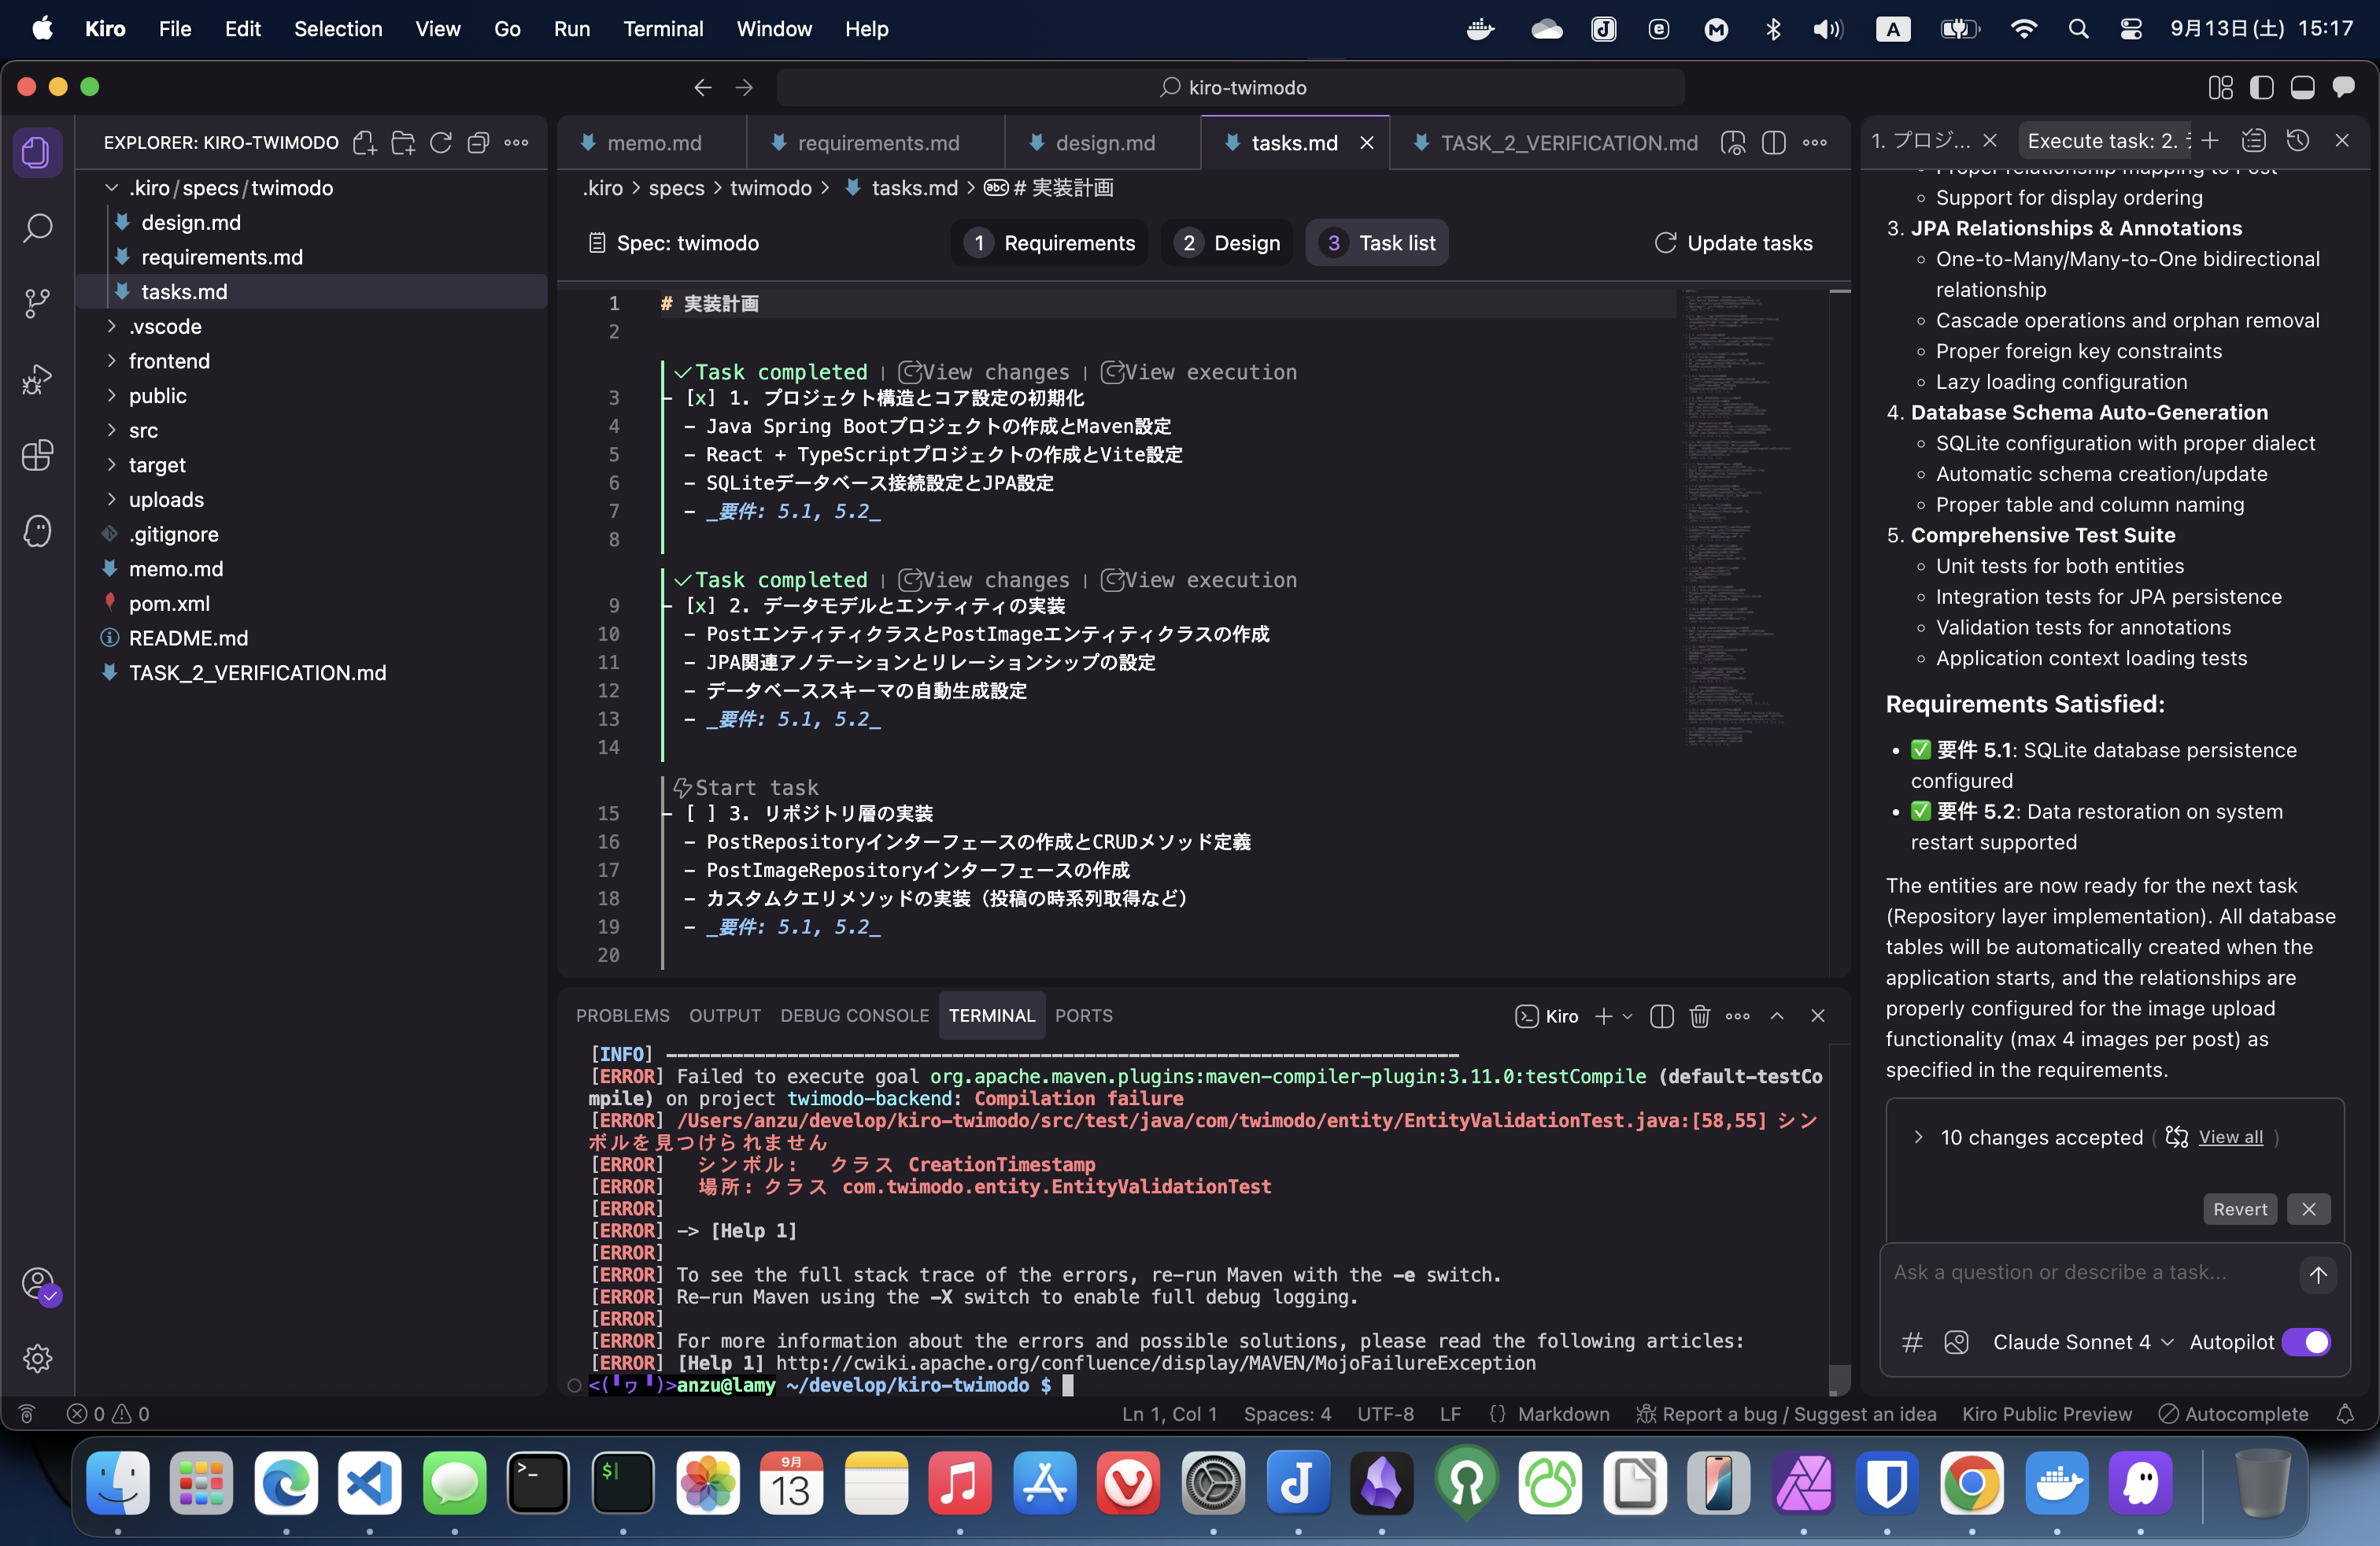 Kiro File Edit Selection View Go Run Terminal Window Help
A
9月13日(土) 15:17
kiro-twimodo
EXPLORER: KIRO-TWIMODO
.kiro/specs/twimodo
design.md
requirements.md
tasks.md
.vscode
frontend
public
src
target
uploads
.gitignore
memo.md
pom.xml
README.md
TASK_2_VERIFICATION.md
memo.md requirements.md design.md tasks.md TASK_2_VERIFICATION.md
.kiro > specs > twimodo > tasks.md > abc # 実装計画
Spec: twimodo 1 Requirements 2 Design 3 Task list Update tasks
1 # 実装計画
2
✓Task completed | View changes | View execution
3 - [x] 1. プロジェクト構造とコア設定の初期化
4 - Java Spring Bootプロジェクトの作成とMaven設定
5 - React + TypeScriptプロジェクトの作成とVite設定
6 - SQLiteデータベース接続設定とJPA設定
7 - _要件: 5.1, 5.2_
8
✓Task completed | View changes | View execution
9 - [x] 2. データモデルとエンティティの実装
10 - PostエンティティクラスとPostImageエンティティクラスの作成
11 - JPA関連アノテーションとリレーションシップの設定
12 - データベーススキーマの自動生成設定
13 - _要件: 5.1, 5.2_
14
Start task
15 - [ ] 3. リポジトリ層の実装
16 - PostRepositoryインターフェースの作成とCRUDメソッド定義
17 - PostImageRepositoryインターフェースの作成
18 - カスタムクエリメソッドの実装（投稿の時系列取得など）
19 - _要件: 5.1, 5.2_
20
PROBLEMS OUTPUT DEBUG CONSOLE TERMINAL PORTS
Kiro
[INFO] ------------------------------------------------------------------------
[ERROR] Failed to execute goal org.apache.maven.plugins:maven-compiler-plugin:3.11.0:testCompile (default-testCo
mpile) on project twimodo-backend: Compilation failure
[ERROR] /Users/anzu/develop/kiro-twimodo/src/test/java/com/twimodo/entity/EntityValidationTest.java:[58,55] シン
ボルを見つけられません
[ERROR]   シンボル:   クラス CreationTimestamp
[ERROR]   場所: クラス com.twimodo.entity.EntityValidationTest
[ERROR]
[ERROR] -> [Help 1]
[ERROR]
[ERROR] To see the full stack trace of the errors, re-run Maven with the -e switch.
[ERROR] Re-run Maven using the -X switch to enable full debug logging.
[ERROR]
[ERROR] For more information about the errors and possible solutions, please read the following articles:
[ERROR] [Help 1] http://cwiki.apache.org/confluence/display/MAVEN/MojoFailureException
<(╹ヮ╹)>anzu@lamy ~/develop/kiro-twimodo $
1. プロジ... Execute task: 2.
Proper relationship mapping to Post
Support for display ordering
3. JPA Relationships & Annotations
One-to-Many/Many-to-One bidirectional
relationship
Cascade operations and orphan removal
Proper foreign key constraints
Lazy loading configuration
4. Database Schema Auto-Generation
SQLite configuration with proper dialect
Automatic schema creation/update
Proper table and column naming
5. Comprehensive Test Suite
Unit tests for both entities
Integration tests for JPA persistence
Validation tests for annotations
Application context loading tests
Requirements Satisfied:
✅ 要件 5.1: SQLite database persistence
configured
✅ 要件 5.2: Data restoration on system
restart supported
The entities are now ready for the next task
(Repository layer implementation). All database
tables will be automatically created when the
application starts, and the relationships are
properly configured for the image upload
functionality (max 4 images per post) as
specified in the requirements.
10 changes accepted ( View all )
Revert
Ask a question or describe a task...
# Claude Sonnet 4 Autopilot
0 0
Ln 1, Col 1 Spaces: 4 UTF-8 LF {} Markdown Report a bug / Suggest an idea Kiro Public Preview Autocomplete
9月
13